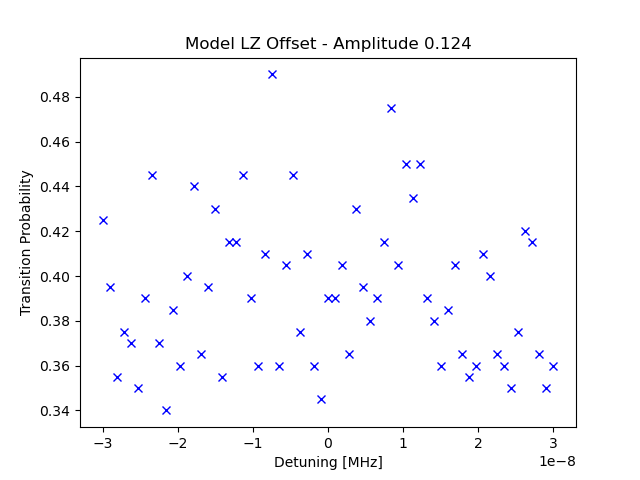 Model LZ Offset - Amplitude 0.124
Transition Probability
0.48
0.46
0.44
0.42
0.40
0.38
0.36
0.34
−3 −2 −1 0 1 2 3
1e−8
Detuning [MHz]